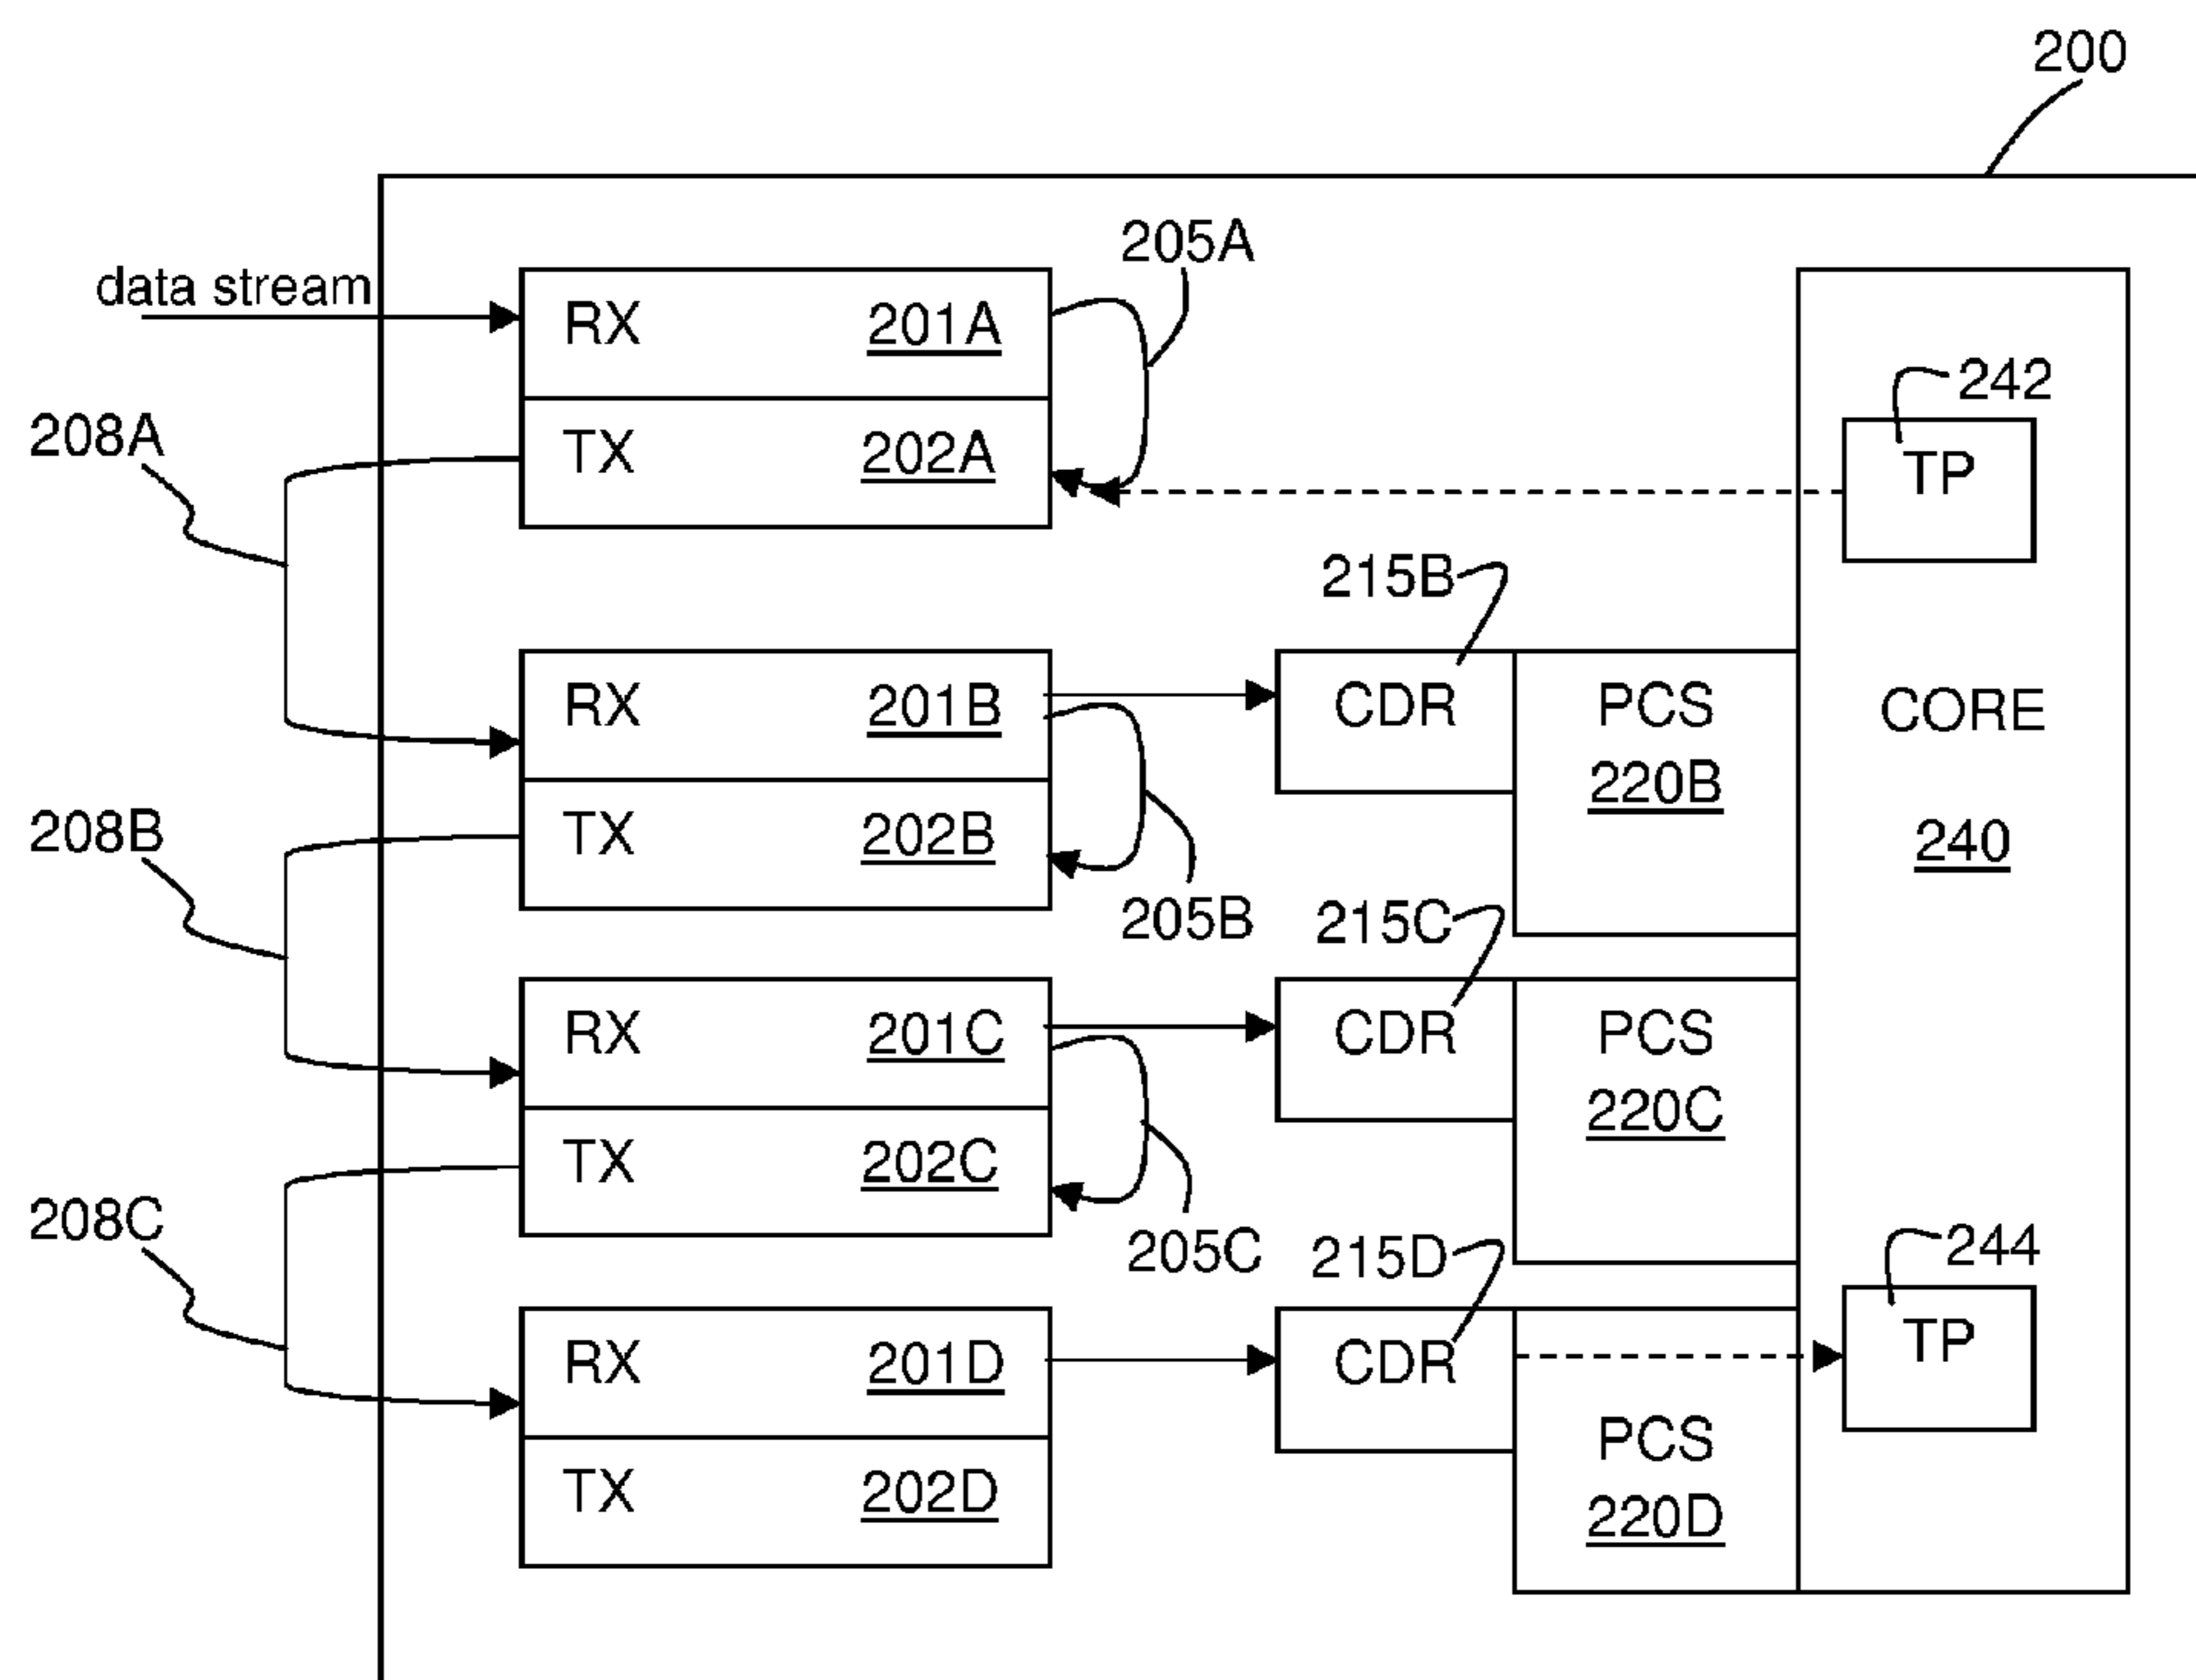 200
205A
data stream
RX 201A
242
208A
TX 202A
TP
215B
RX 201B
CDR
PCS
CORE
220B
208B
TX 202B
240
205B
215C
RX 201C
CDR
PCS
220C
TX 202C
208C
205C
215D
244
RX 201D
CDR
TP
PCS
TX 202D
220D